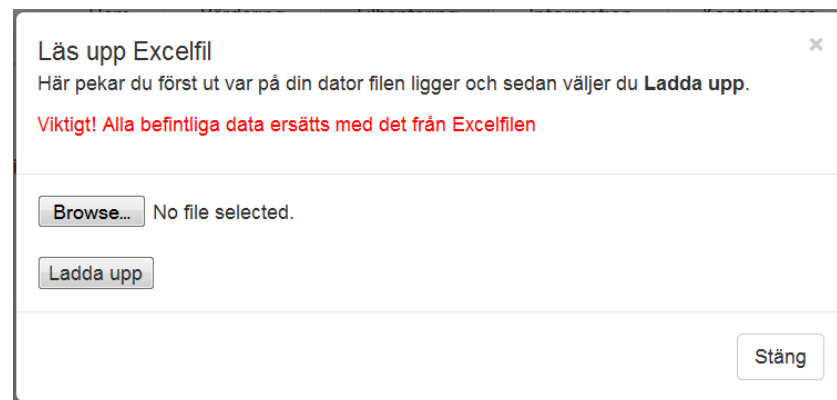 Läs upp Excelfil
×
Här pekar du först ut var på din dator filen ligger och sedan väljer du Ladda upp.
Viktigt! Alla befintliga data ersätts med det från Excelfilen
Browse... No file selected.
Ladda upp
Stäng